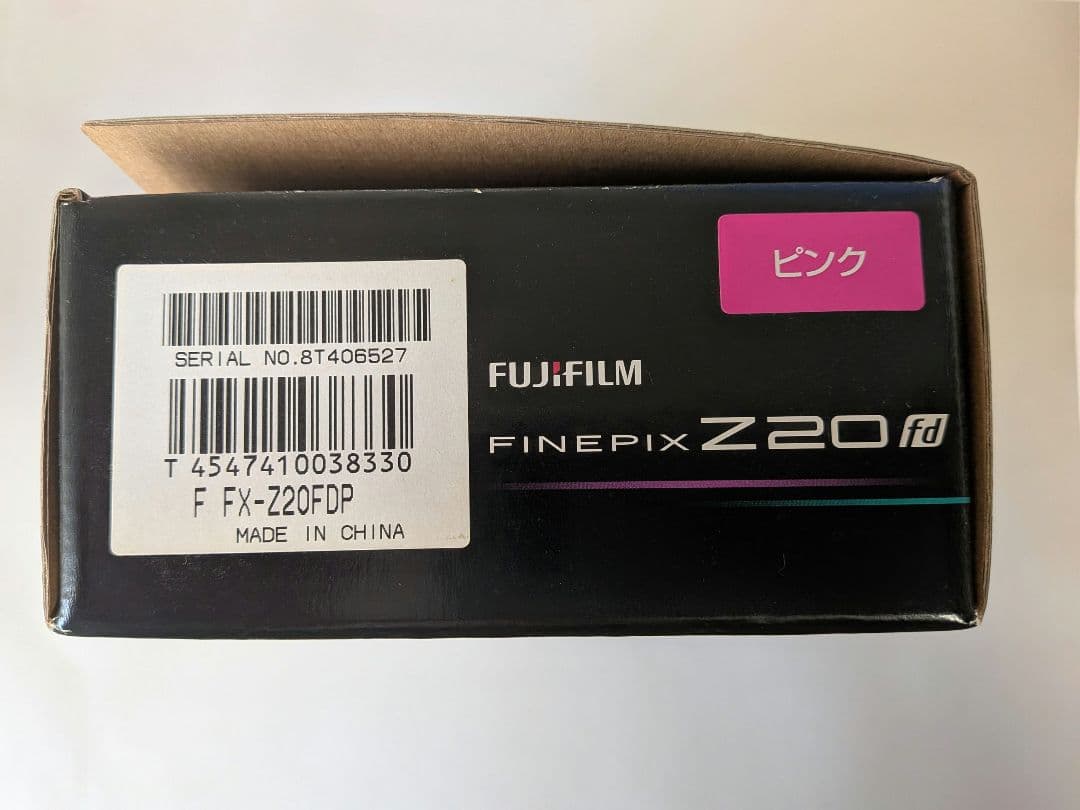 SERIAL NO.8T406527
T 4547410038330
F FX-Z20FDP
MADE IN CHINA
ピンク
FUJIFILM
FINEPIX Z20 fd